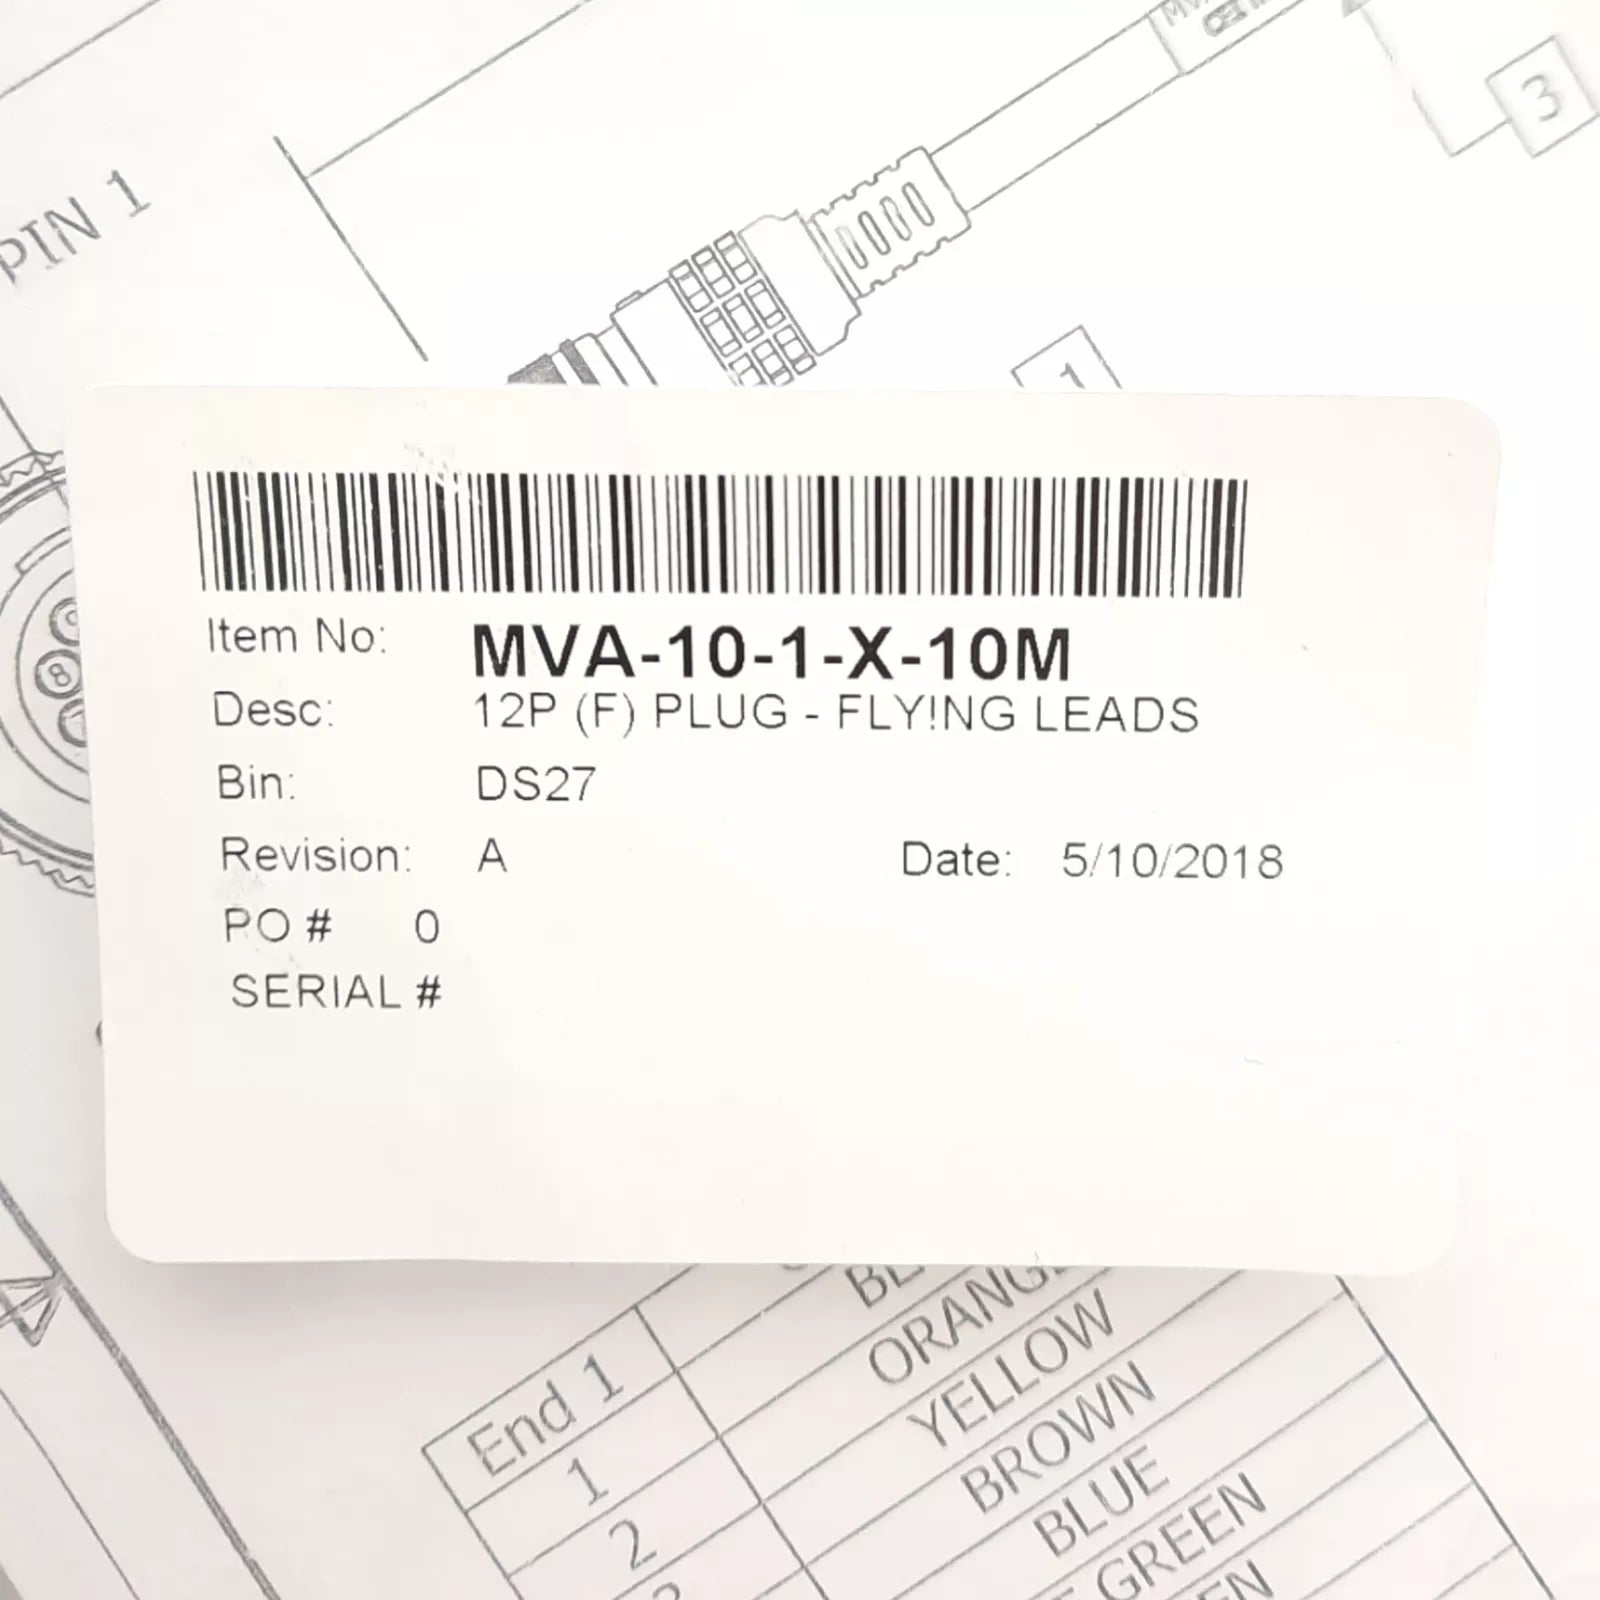 3
PIN 1
1
8
Item No: MVA-10-1-X-10M
Desc: 12P (F) PLUG - FLY!NG LEADS
Bin: DS27
Revision: A Date: 5/10/2018
PO # 0
SERIAL #
ORANGE
End 1 YELLOW
1 BROWN
2 BLUE
GREEN